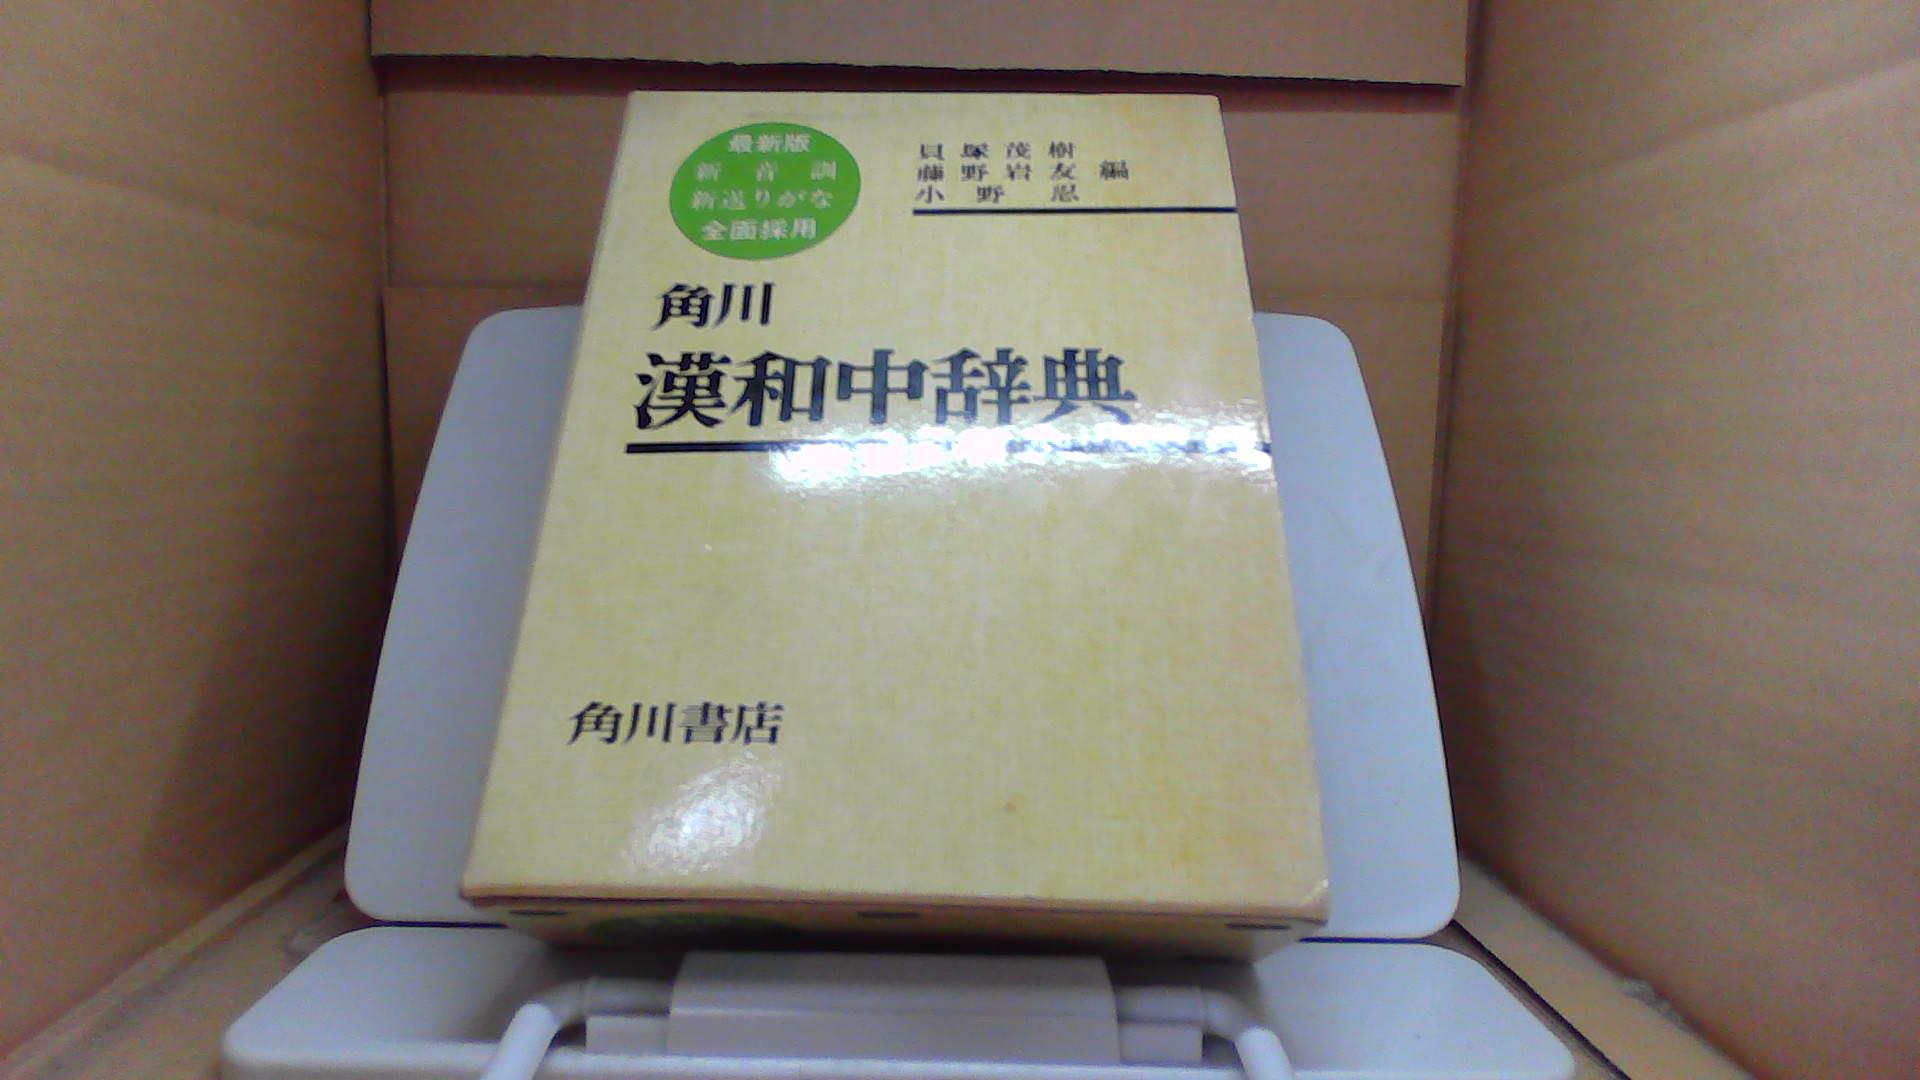 最新版
新音訓
新送りがな
全面採用
貝塚茂樹
藤野岩友 編
小野忍
角川
漢和中辞典
角川書店